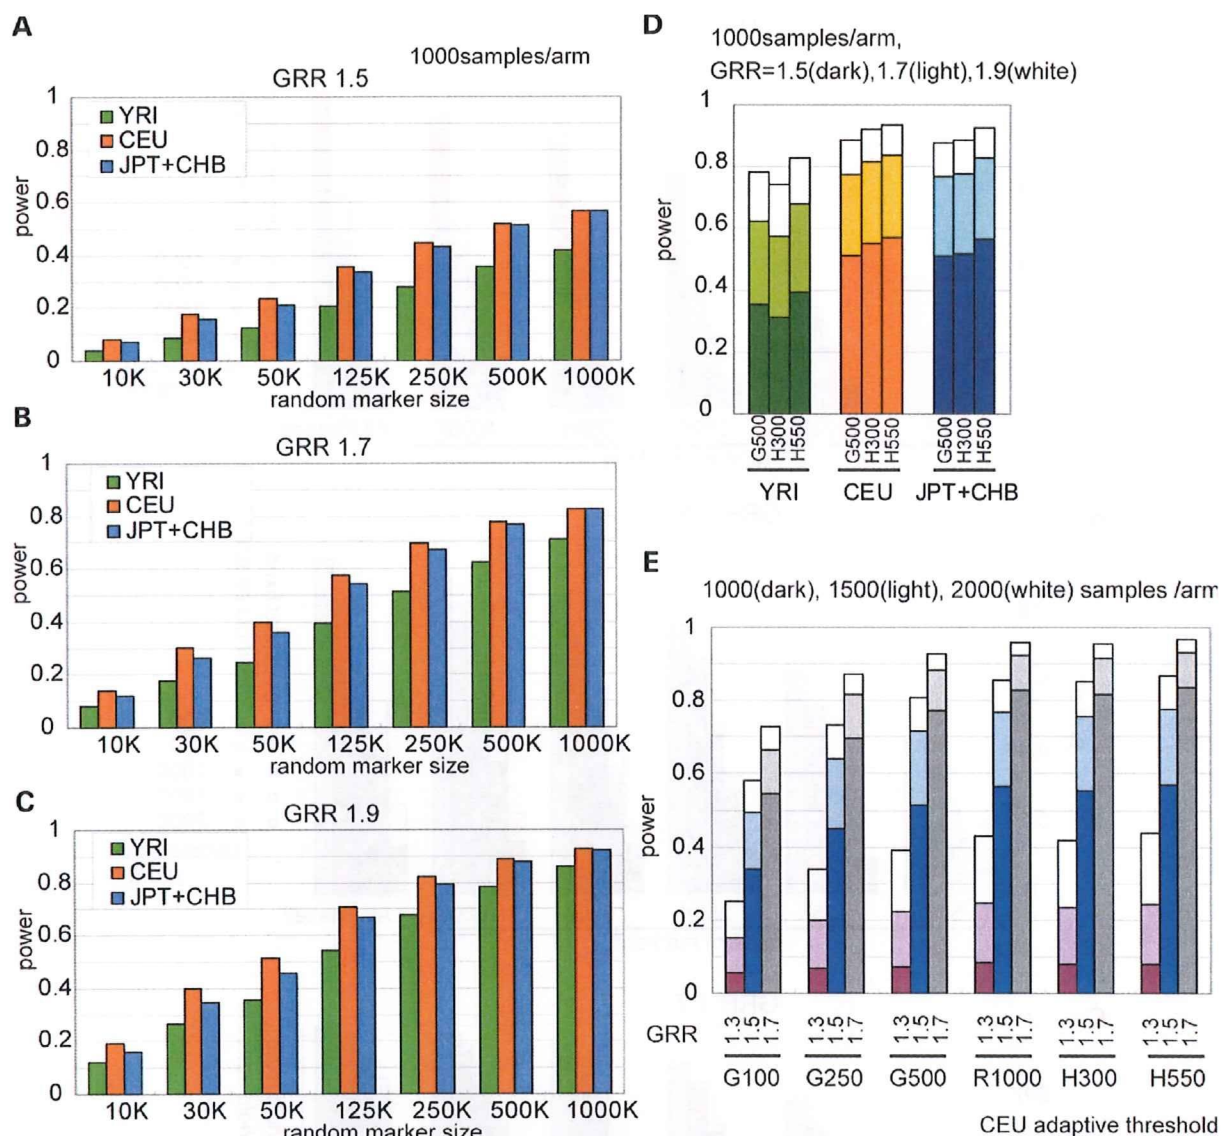 A
1000samples/arm
GRR 1.5
1
0.8
0.6
0.4
0.2
0
power
YRI
CEU
JPT+CHB
10K 30K 50K 125K 250K 500K 1000K
random marker size
B
GRR 1.7
1
0.8
0.6
0.4
0.2
0
power
YRI
CEU
JPT+CHB
10K 30K 50K 125K 250K 500K 1000K
random marker size
C
GRR 1.9
1
0.8
0.6
0.4
0.2
0
power
YRI
CEU
JPT+CHB
10K 30K 50K 125K 250K 500K 1000K
random marker size
D
1000samples/arm,
GRR=1.5(dark),1.7(light),1.9(white)
1
0.8
0.6
0.4
0.2
0
power
G500 H300 H550 G500 H300 H550 G500 H300 H550
YRI CEU JPT+CHB
E
1000(dark), 1500(light), 2000(white) samples /arm
1
0.8
0.6
0.4
0.2
0
power
GRR 1.3 1.5 1.7 1.3 1.5 1.7 1.3 1.5 1.7 1.3 1.5 1.7 1.3 1.5 1.7 1.3 1.5 1.7
G100 G250 G500 R1000 H300 H550
CEU adaptive threshold